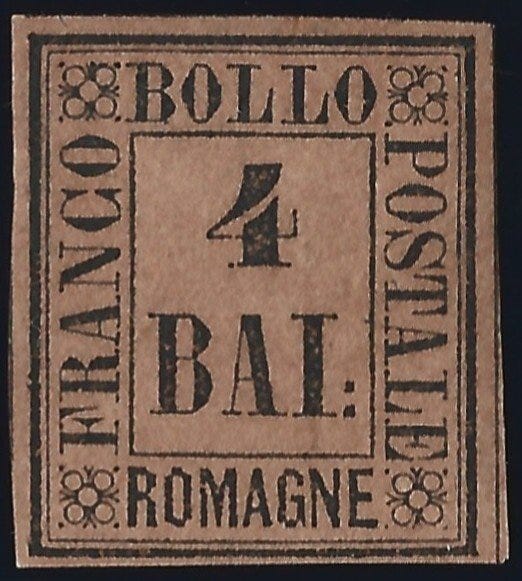 FRANCO
BOLLO
POSTALE
4
BAI:
ROMAGNE